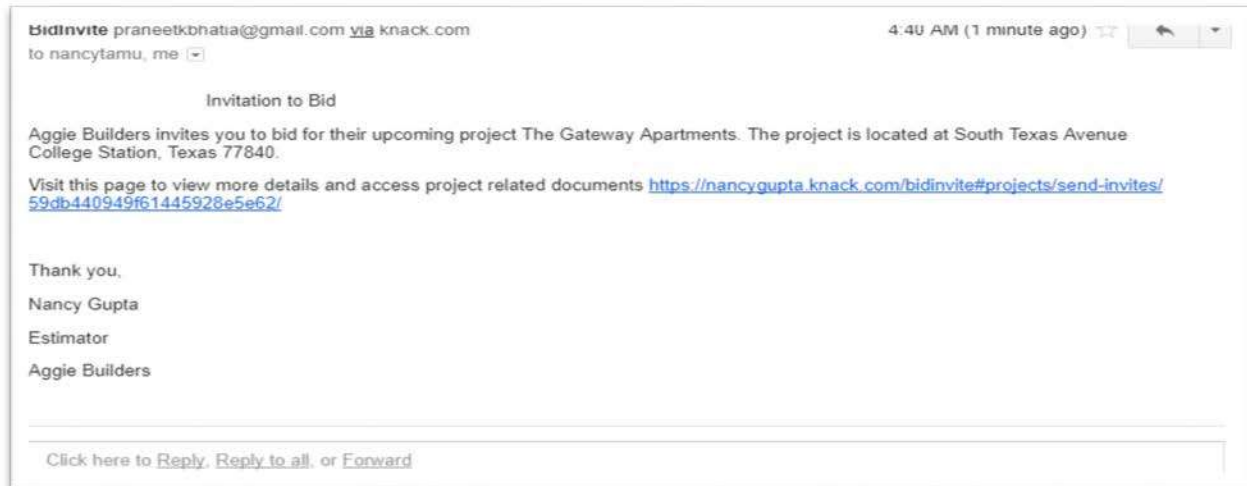 BidInvite praneetkbhatia@gmail.com via knack.com 4:40 AM (1 minute ago)
to nancytamu, me
Invitation to Bid
Aggie Builders invites you to bid for their upcoming project The Gateway Apartments. The project is located at South Texas Avenue
College Station, Texas 77840.
Visit this page to view more details and access project related documents https://nancygupta.knack.com/bidinvite#projects/send-invites/
59db440949f61445928e5e62/
Thank you,
Nancy Gupta
Estimator
Aggie Builders
Click here to Reply, Reply to all, or Forward